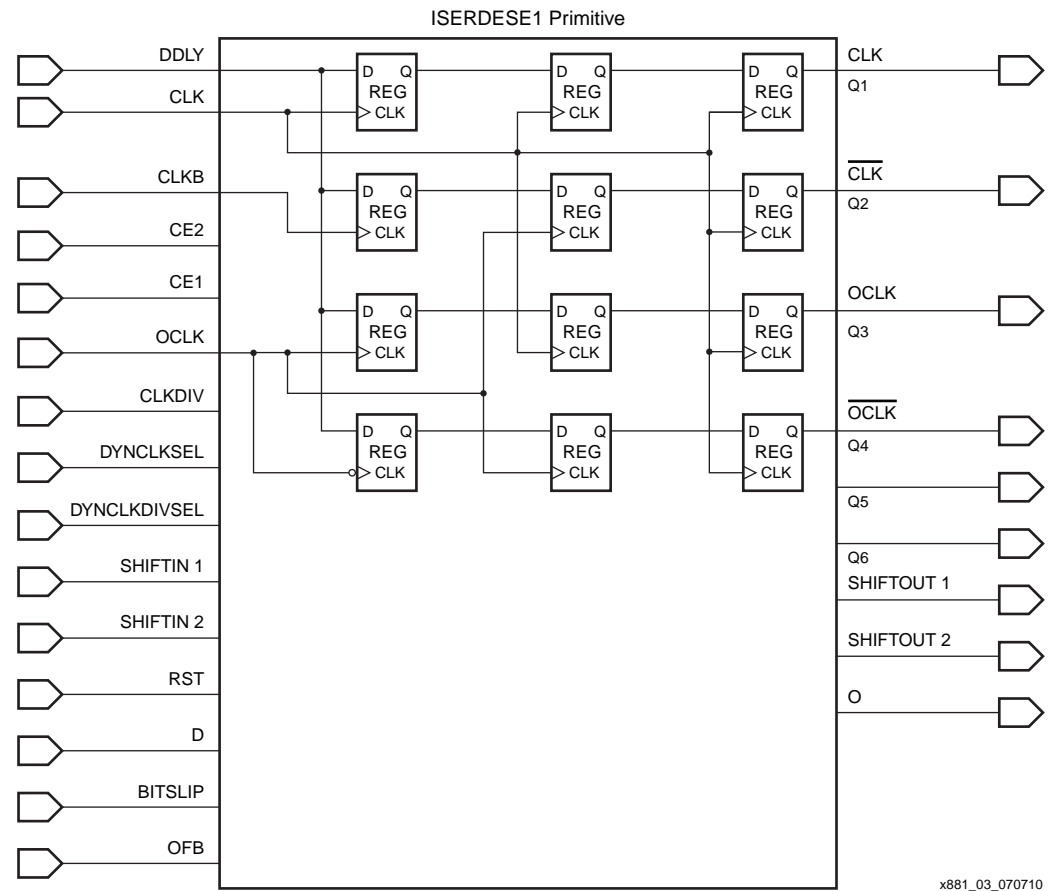 ISERDESE1 Primitive
DDLY
CLK
CLKB
CE2
CE1
OCLK
CLKDIV
DYNCLKSEL
DYNCLKDIVSEL
SHIFTIN 1
SHIFTIN 2
RST
D
BITSLIP
OFB
D Q
REG
CLK
D Q
REG
CLK
D Q
REG
CLK
D Q
REG
CLK
D Q
REG
CLK
D Q
REG
CLK
D Q
REG
CLK
D Q
REG
CLK
D Q
REG
CLK
D Q
REG
CLK
D Q
REG
CLK
D Q
REG
CLK
CLK
Q1
CLK
Q2
OCLK
Q3
OCLK
Q4
Q5
Q6
SHIFTOUT 1
SHIFTOUT 2
O
x881_03_070710